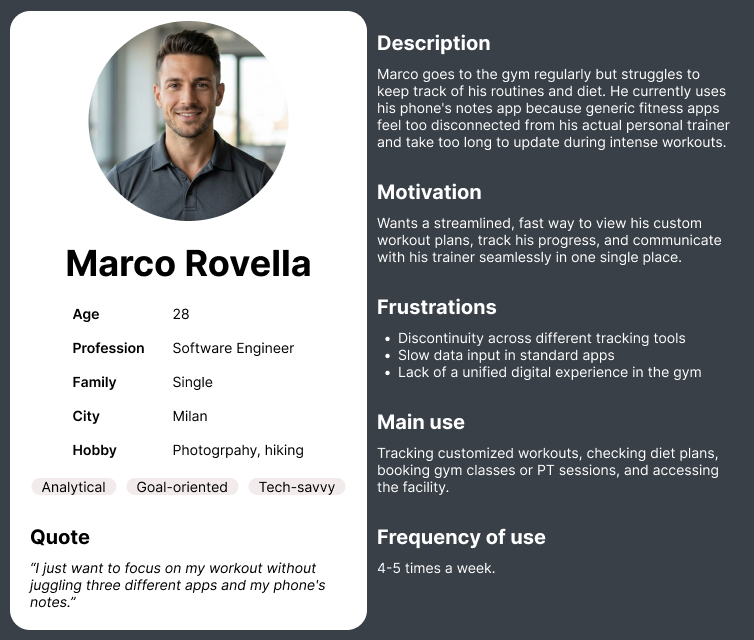 Marco Rovella
Age 28
Profession Software Engineer
Family Single
City Milan
Hobby Photogrpahy, hiking
Analytical Goal-oriented Tech-savvy
Quote
“I just want to focus on my workout without
juggling three different apps and my phone's
notes.”
Description
Marco goes to the gym regularly but struggles to
keep track of his routines and diet. He currently uses
his phone's notes app because generic fitness apps
feel too disconnected from his actual personal trainer
and take too long to update during intense workouts.
Motivation
Wants a streamlined, fast way to view his custom
workout plans, track his progress, and communicate
with his trainer seamlessly in one single place.
Frustrations
• Discontinuity across different tracking tools
• Slow data input in standard apps
• Lack of a unified digital experience in the gym
Main use
Tracking customized workouts, checking diet plans,
booking gym classes or PT sessions, and accessing
the facility.
Frequency of use
4-5 times a week.